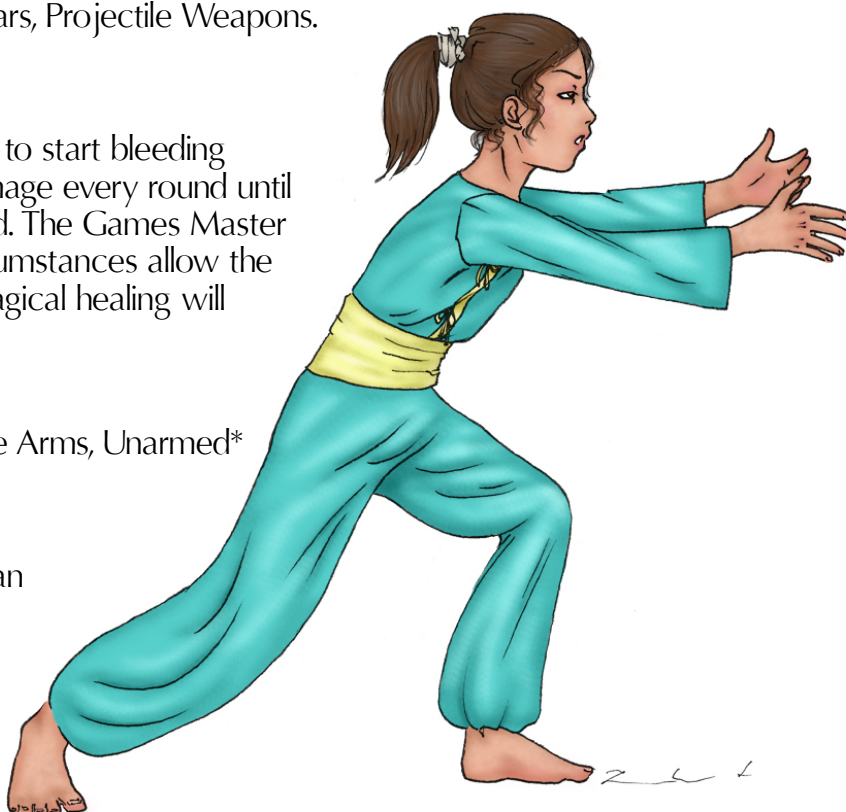 ars, Projectile Weapons.
to start bleeding
nage every round until
d. The Games Master
umstances allow the
agical healing will
e Arms, Unarmed*
an